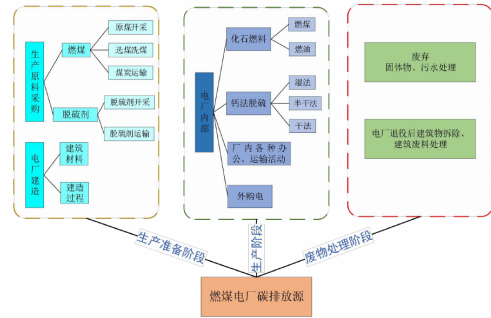 生产原料采购
燃煤
原煤开采
选煤洗煤
煤炭运输
脱硫剂
脱硫剂开采
脱硫剂运输
电厂建造
建筑
材料
建造
过程
电厂内部
化石燃料
燃煤
燃油
钙法脱硫
湿法
半干法
干法
厂内各种办
公、运输活动
外购电
废弃
固体物、污水处理
电厂退役后建筑物拆除、
建筑废料处理
生产准备阶段
生产阶段
废物处理阶段
燃煤电厂碳排放源